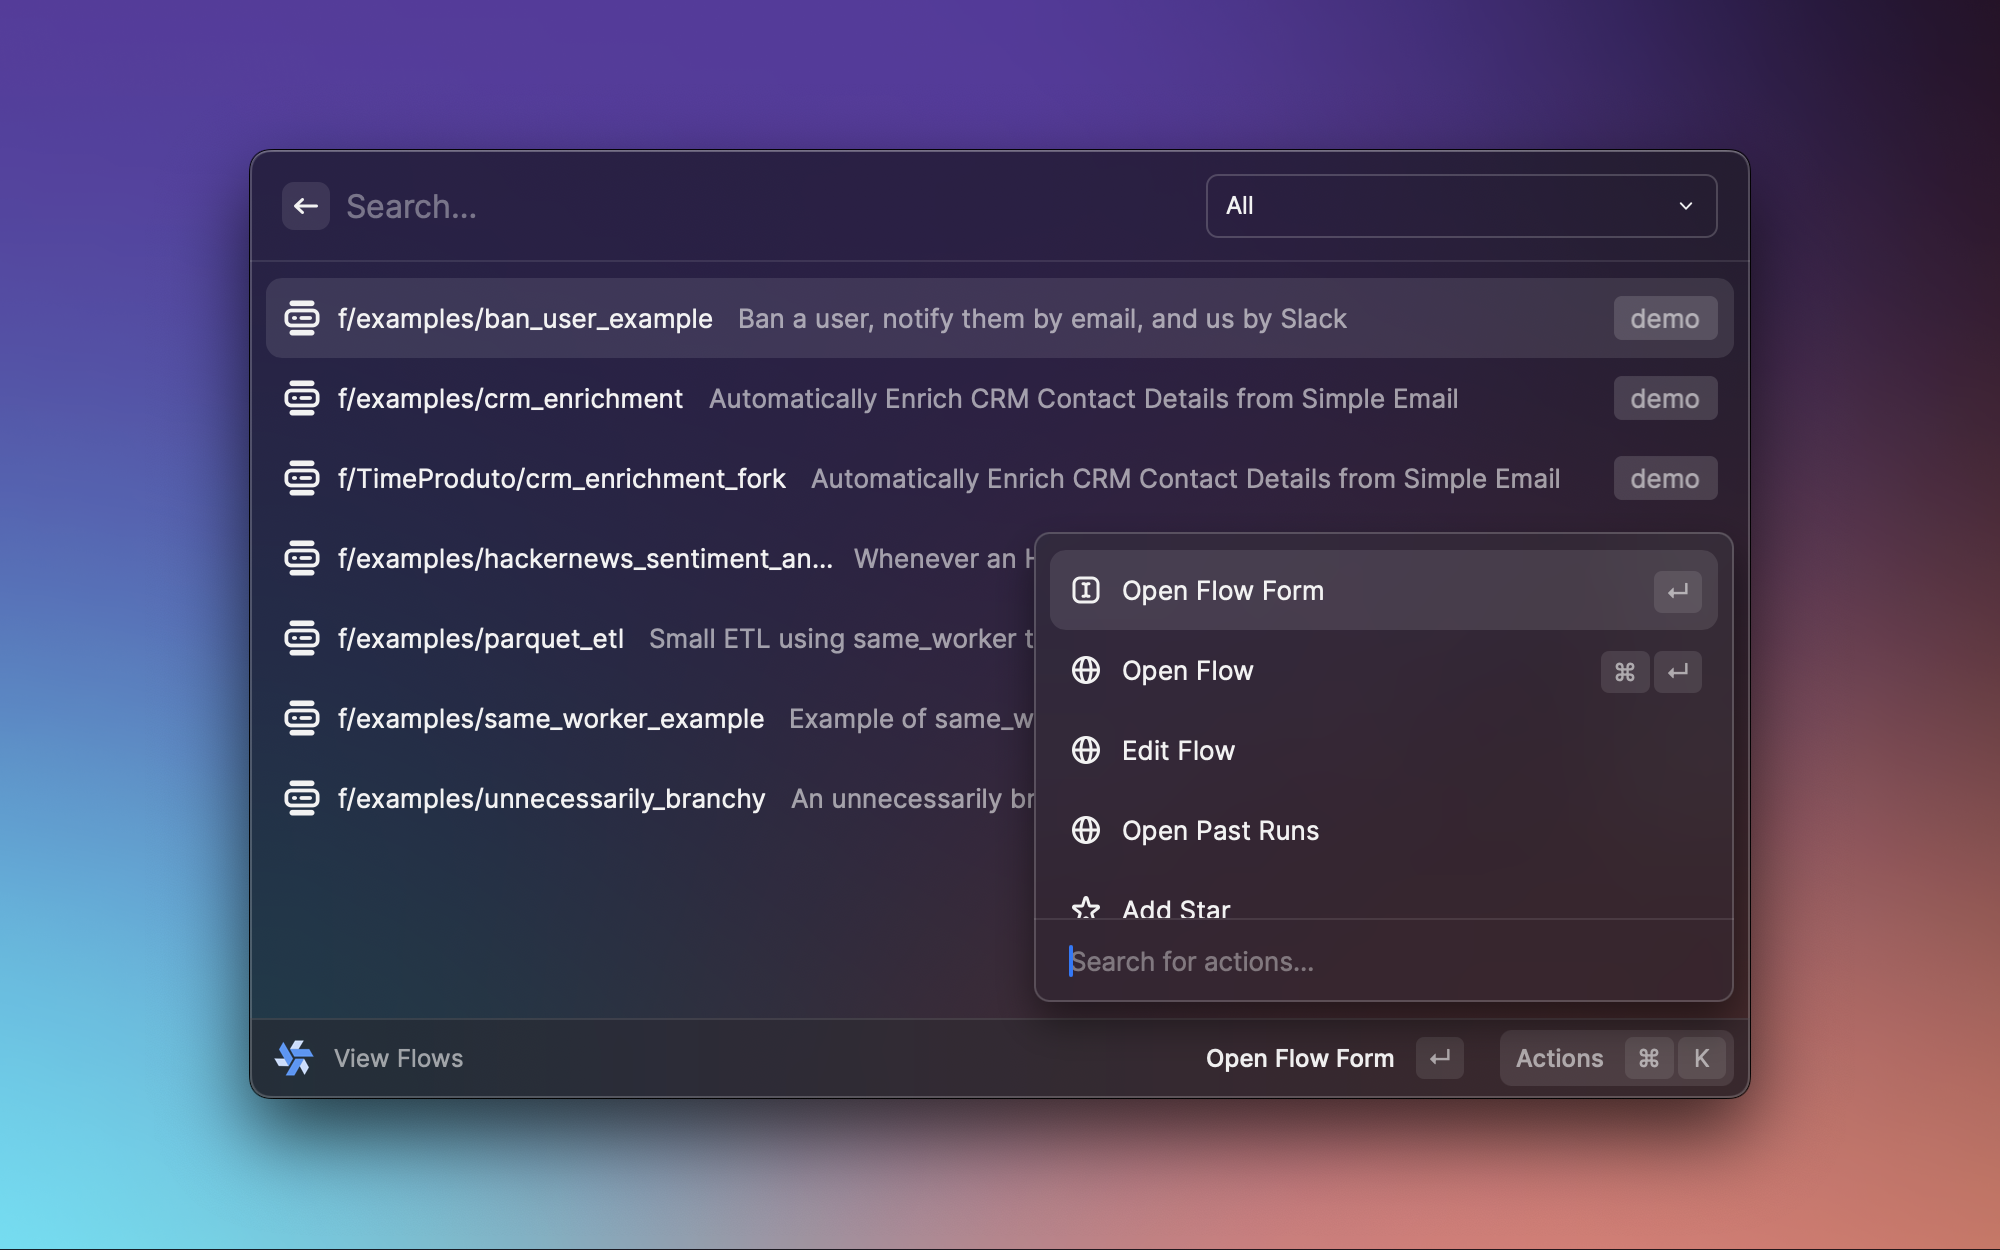 Search...
All
f/examples/ban_user_example Ban a user, notify them by email, and us by Slack demo
f/examples/crm_enrichment Automatically Enrich CRM Contact Details from Simple Email demo
f/TimeProduto/crm_enrichment_fork Automatically Enrich CRM Contact Details from Simple Email demo
f/examples/hackernews_sentiment_an... Whenever an
f/examples/parquet_etl Small ETL using same_worker
f/examples/same_worker_example Example of same_w
f/examples/unnecessarily_branchy An unnecessarily br
Open Flow Form ↵
Open Flow ⌘ ↵
Edit Flow
Open Past Runs
Add Star
Search for actions...
View Flows
Open Flow Form ↵ Actions ⌘ K